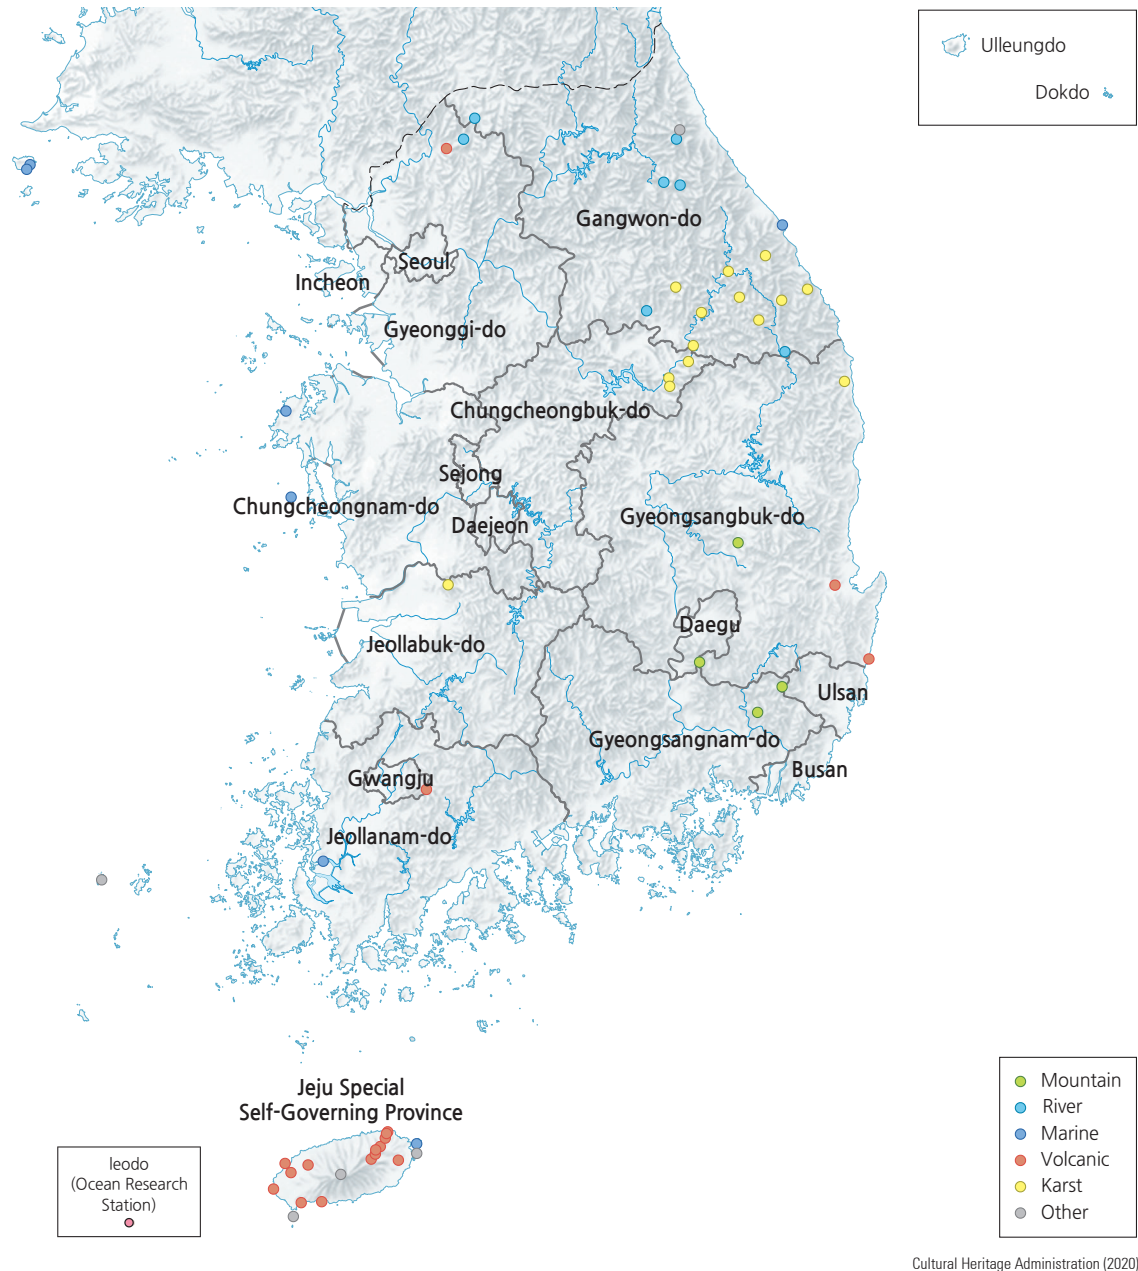 Ulleungdo
Dokdo
Gangwon-do
Seoul
Incheon
Gyeonggi-do
Chungcheongbuk-do
Sejong
Chungcheongnam-do
Daejeon
Gyeongsangbuk-do
Daegu
Jeollabuk-do
Ulsan
Gyeongsangnam-do
Busan
Gwangju
Jeollanam-do
Jeju Special
Self-Governing Province
Ieodo
(Ocean Research
Station)
Mountain
River
Marine
Volcanic
Karst
Other
Cultural Heritage Administration (2020)